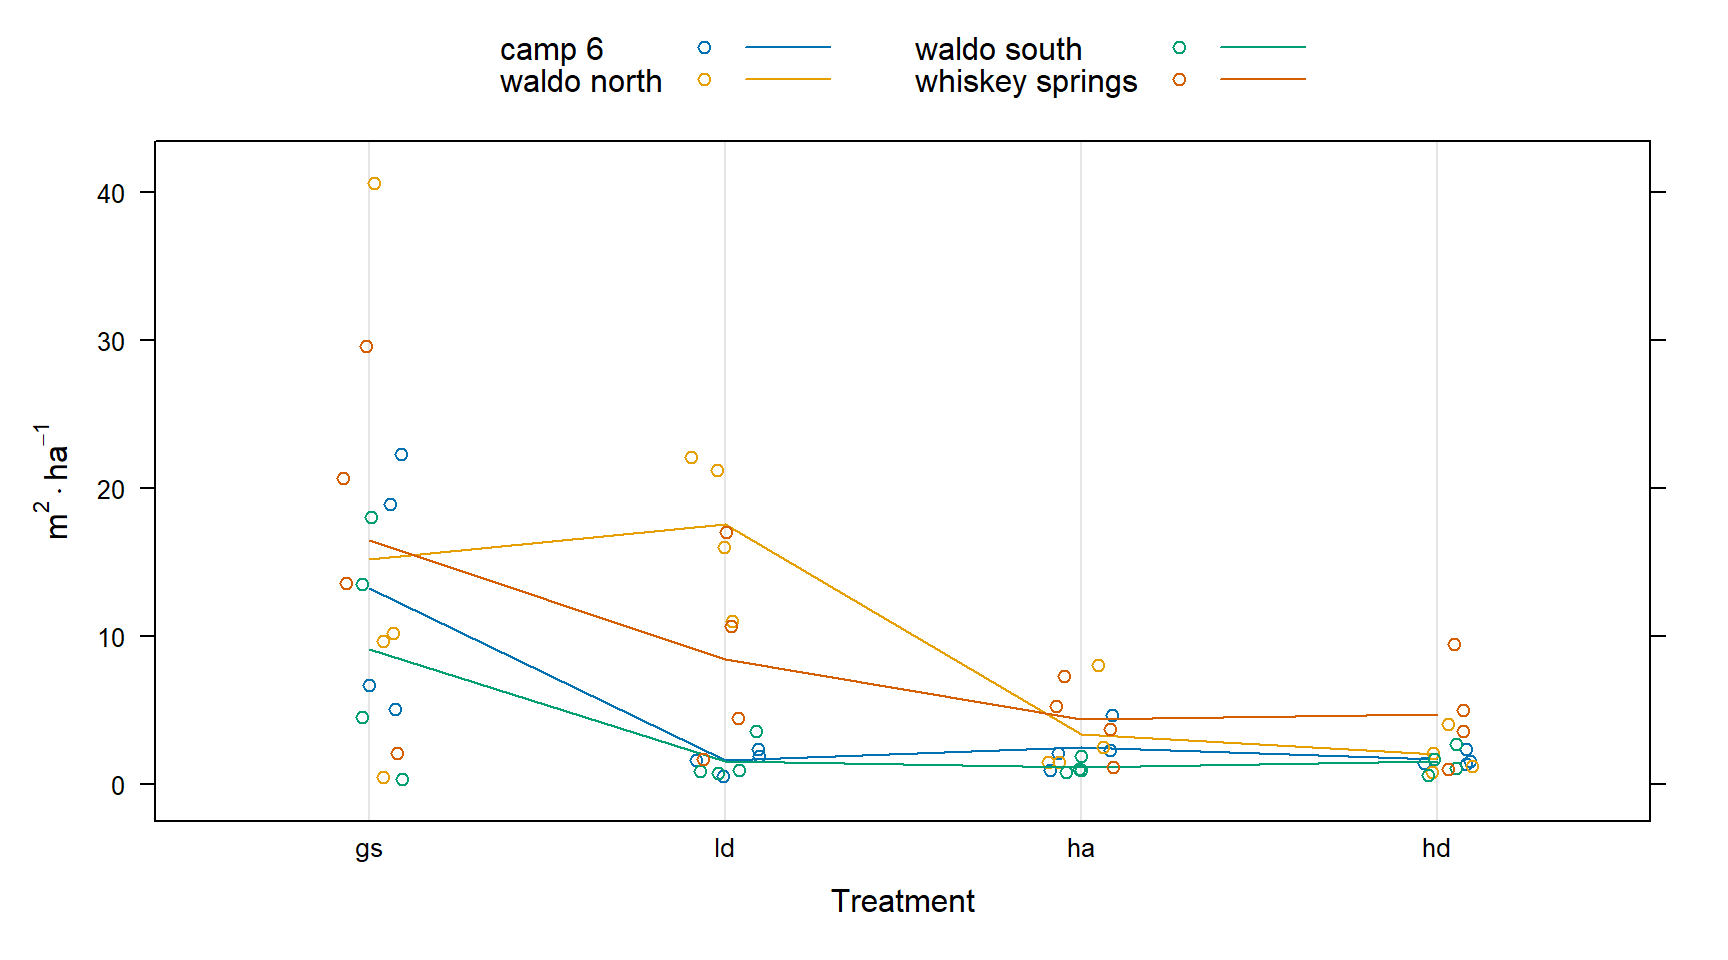 camp 6 waldo south
waldo north whiskey springs
40
30
20
10
0
m² · ha⁻¹
gs ld ha hd
Treatment